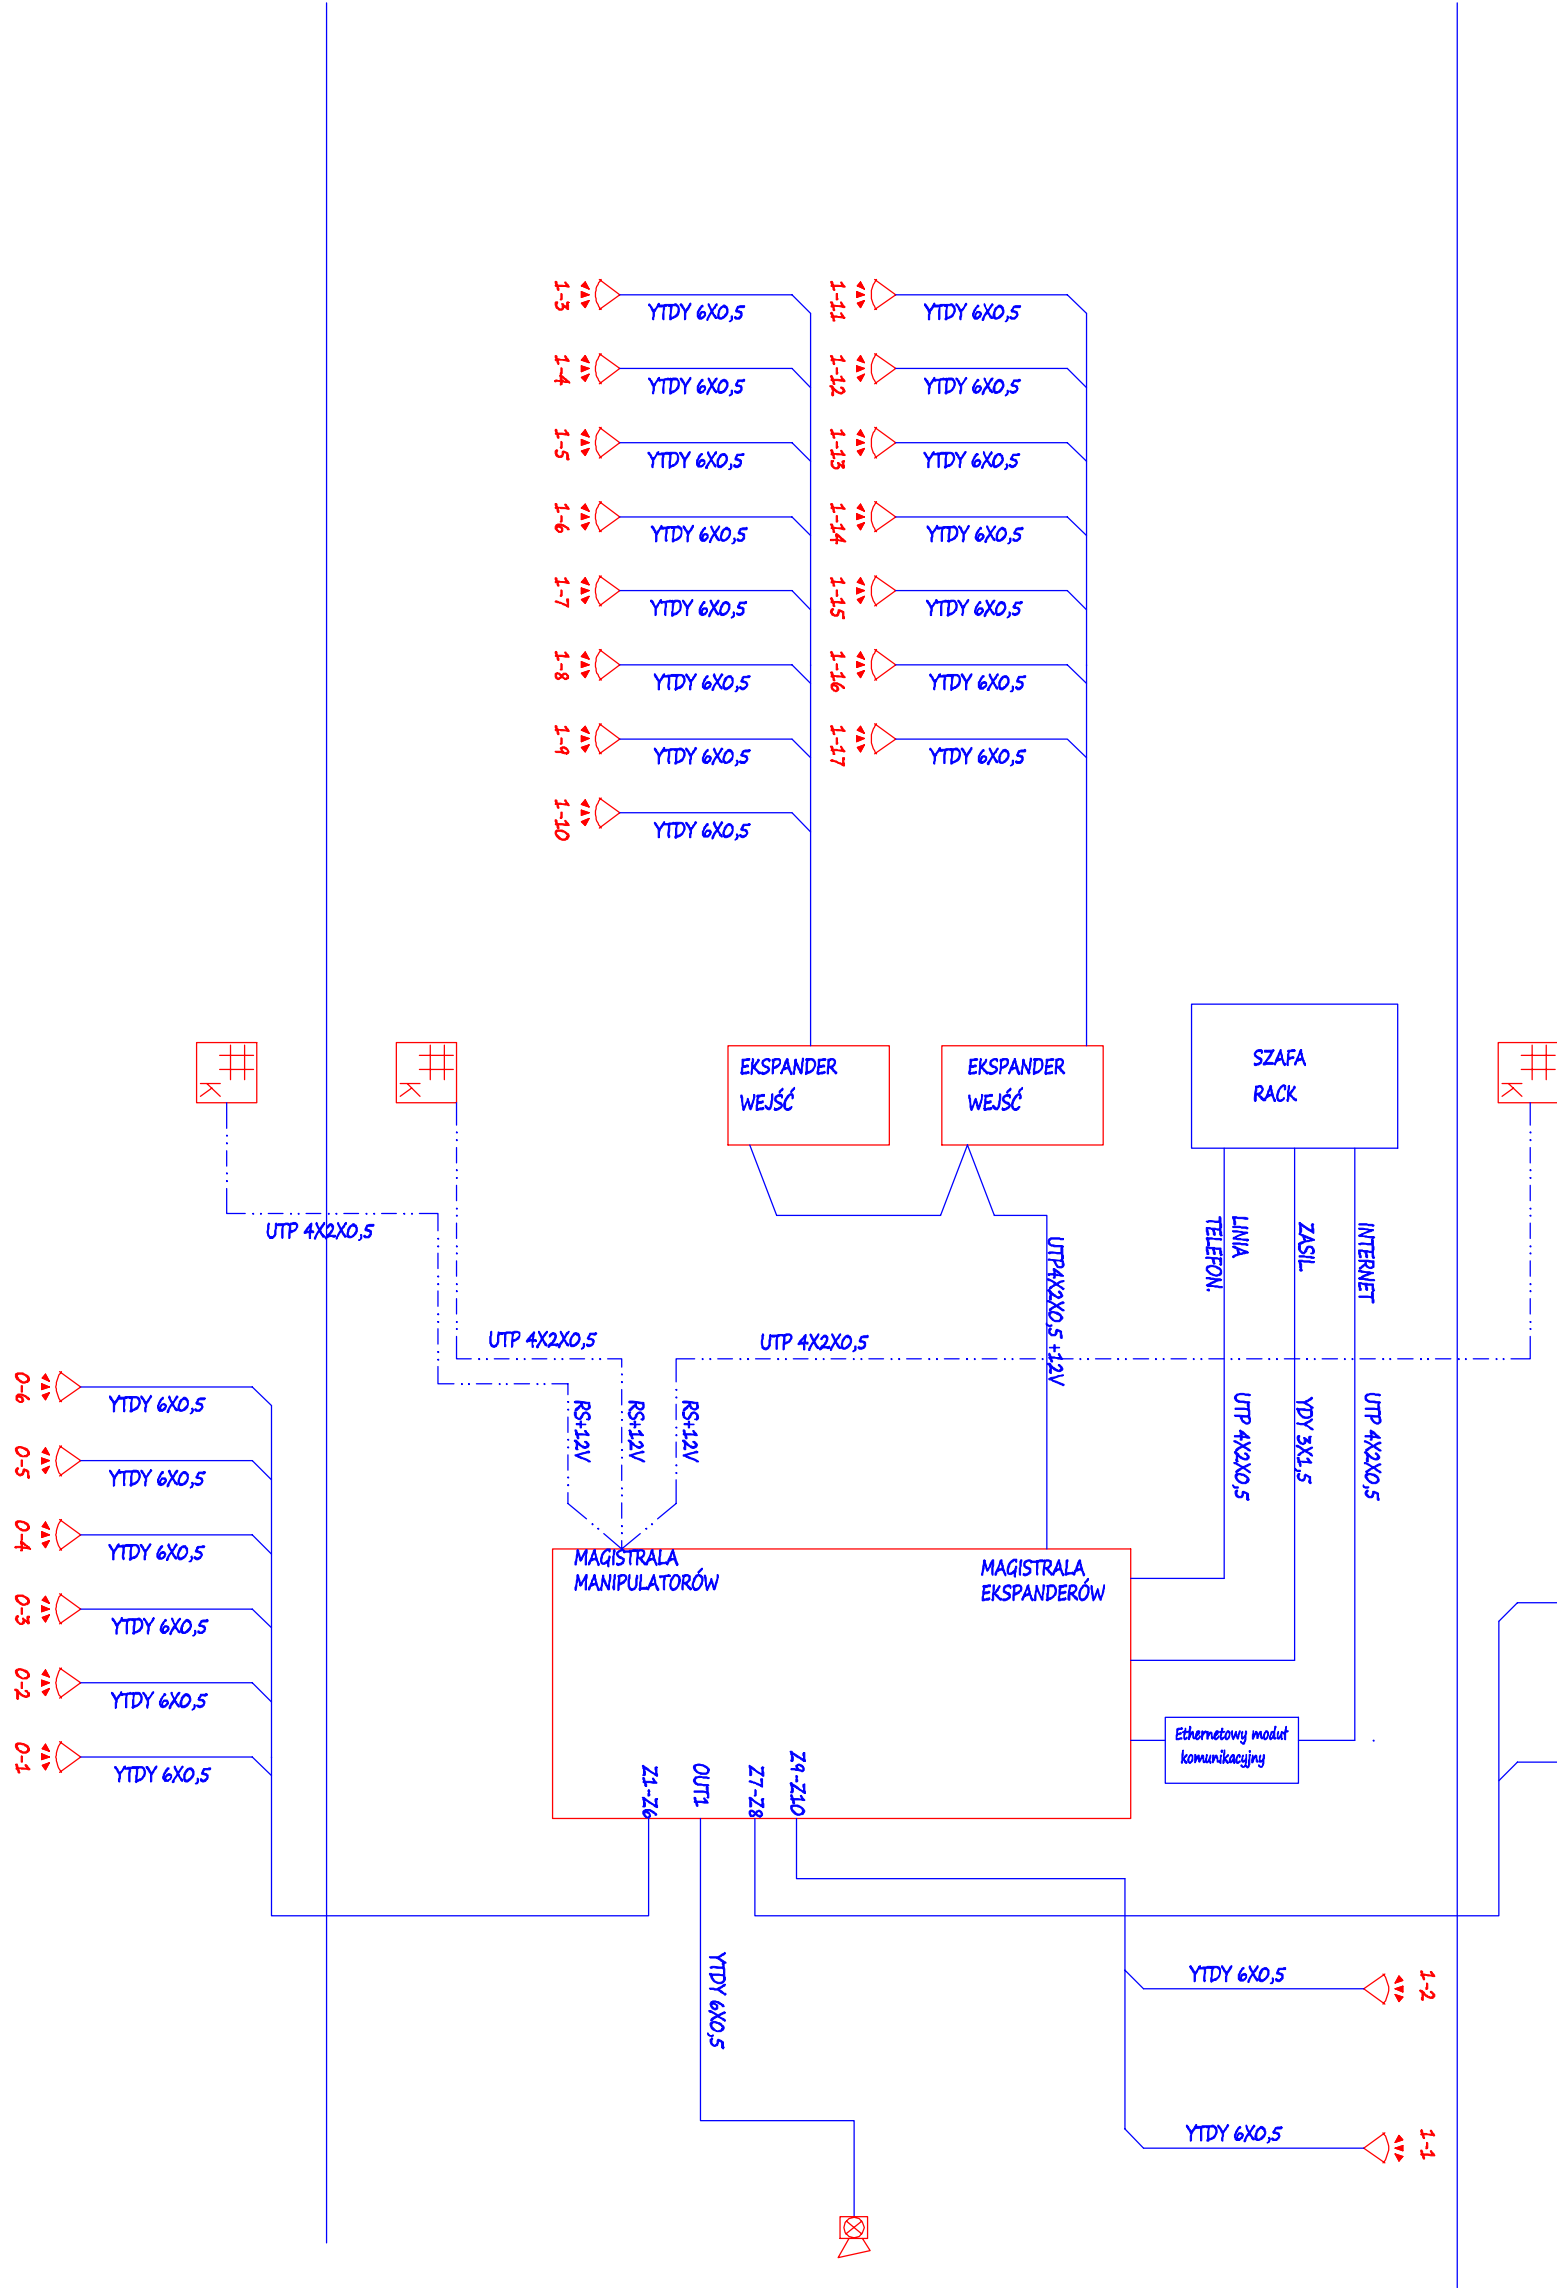 1-3
YTDY 6X0,5
1-11
YTDY 6X0,5
1-4
YTDY 6X0,5
1-12
YTDY 6X0,5
1-5
YTDY 6X0,5
1-13
YTDY 6X0,5
1-6
YTDY 6X0,5
1-14
YTDY 6X0,5
1-7
YTDY 6X0,5
1-15
YTDY 6X0,5
1-8
YTDY 6X0,5
1-16
YTDY 6X0,5
1-9
YTDY 6X0,5
1-17
YTDY 6X0,5
1-10
YTDY 6X0,5
K
K
EKSPANDER
WEJŚĆ
EKSPANDER
WEJŚĆ
SZAFA
RACK
K
UTP 4X2X0,5
UTP 4X2X0,5
UTP 4X2X0,5
UTP4X2X0,5 +12V
LINIA
TELEFON.
ZASIL.
INTERNET
RS+12V
RS+12V
RS+12V
UTP 4X2X0,5
YDY 3X1,5
UTP 4X2X0,5
0-6
YTDY 6X0,5
0-5
YTDY 6X0,5
0-4
YTDY 6X0,5
0-3
YTDY 6X0,5
0-2
YTDY 6X0,5
0-1
YTDY 6X0,5
MAGISTRALA
MANIPULATORÓW
MAGISTRALA
EKSPANDERÓW
Ethernetowy moduł
komunikacyjny
Z1-Z6
OUT1
Z7-Z8
Z9-Z10
YTDY 6X0,5
YTDY 6X0,5
1-2
YTDY 6X0,5
1-1